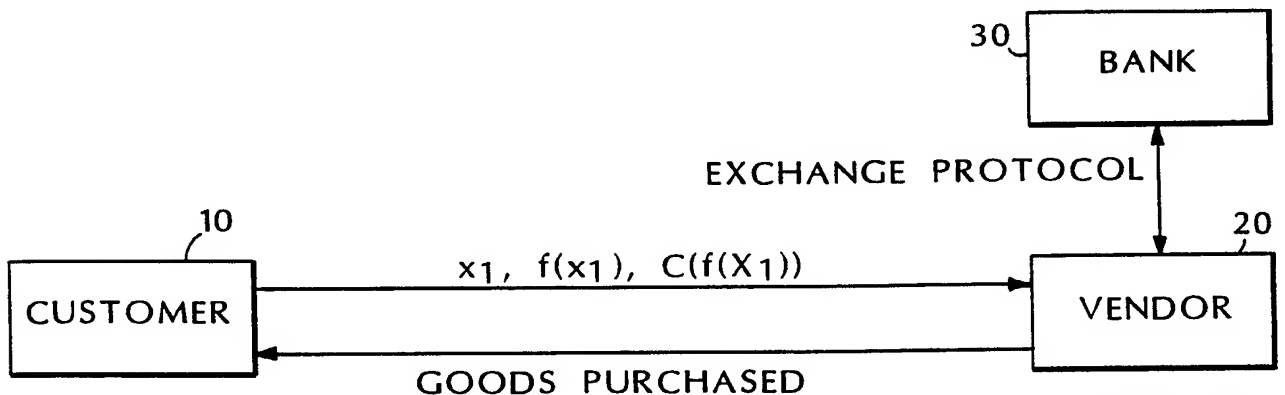 30
BANK
EXCHANGE PROTOCOL
10
20
x1, f(x1), C(f(X1))
CUSTOMER
VENDOR
GOODS PURCHASED